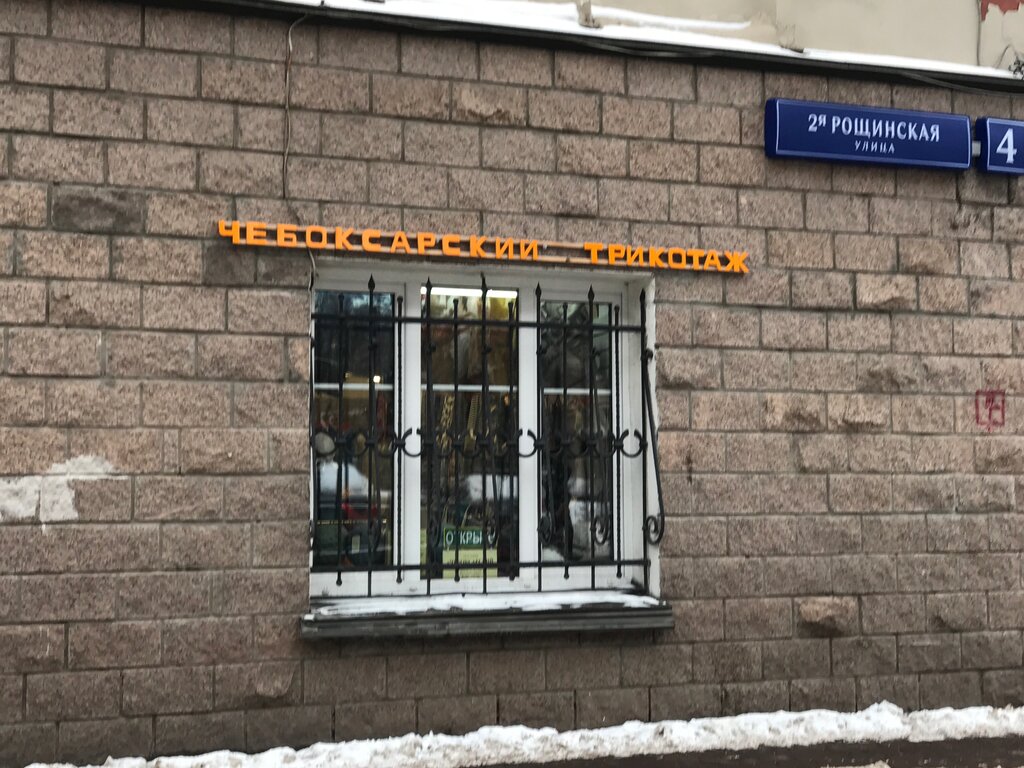 2я РОЩИНСКАЯ
УЛИЦА
4
ЧЕБОКСАРСКИЙ ТРИКОТАЖ